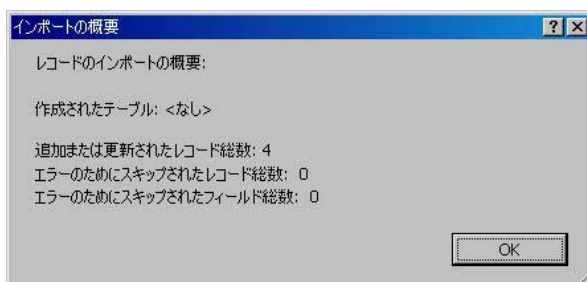 インポートの概要
レコードのインポートの概要:
作成されたテーブル: <なし>
追加または更新されたレコード総数: 4
エラーのためにスキップされたレコード総数: 0
エラーのためにスキップされたフィールド総数: 0
OK